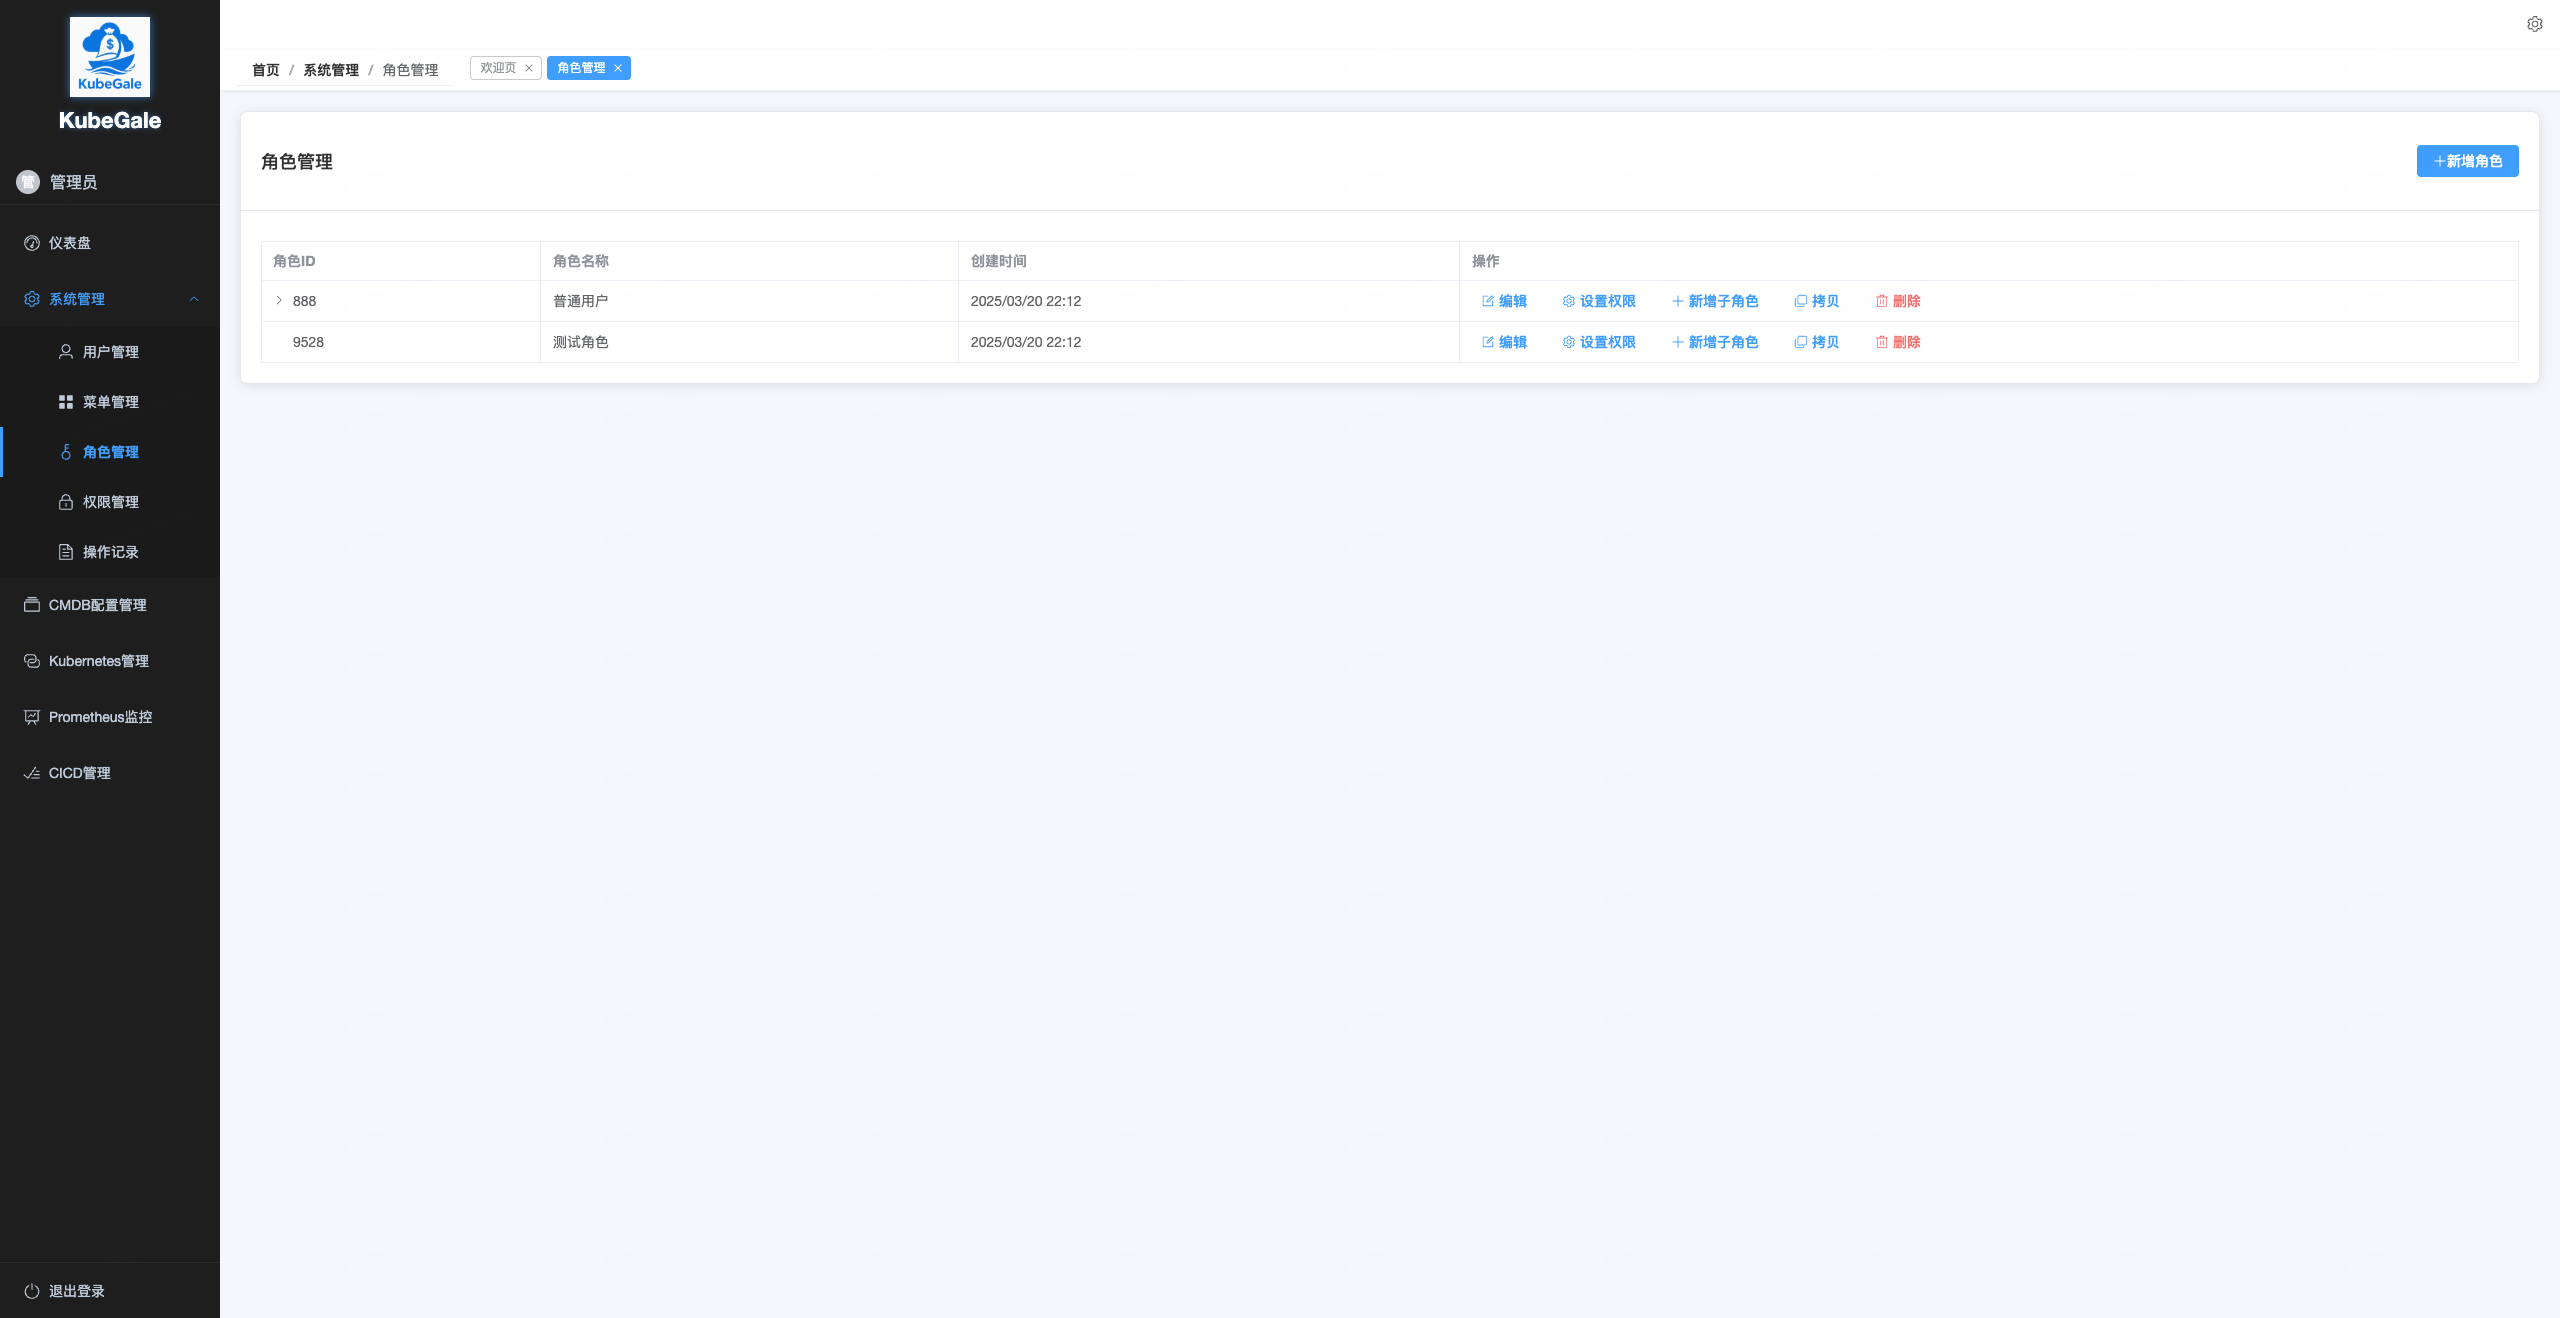 KubeGale
KubeGale
管 管理员
仪表盘
系统管理
用户管理
菜单管理
角色管理
权限管理
操作记录
CMDB配置管理
Kubernetes管理
Prometheus监控
CICD管理
退出登录
首页 / 系统管理 / 角色管理 欢迎页 角色管理
角色管理 新增角色
角色ID 角色名称 创建时间 操作
888 普通用户 2025/03/20 22:12 编辑 设置权限 新增子角色 拷贝 删除
9528 测试角色 2025/03/20 22:12 编辑 设置权限 新增子角色 拷贝 删除